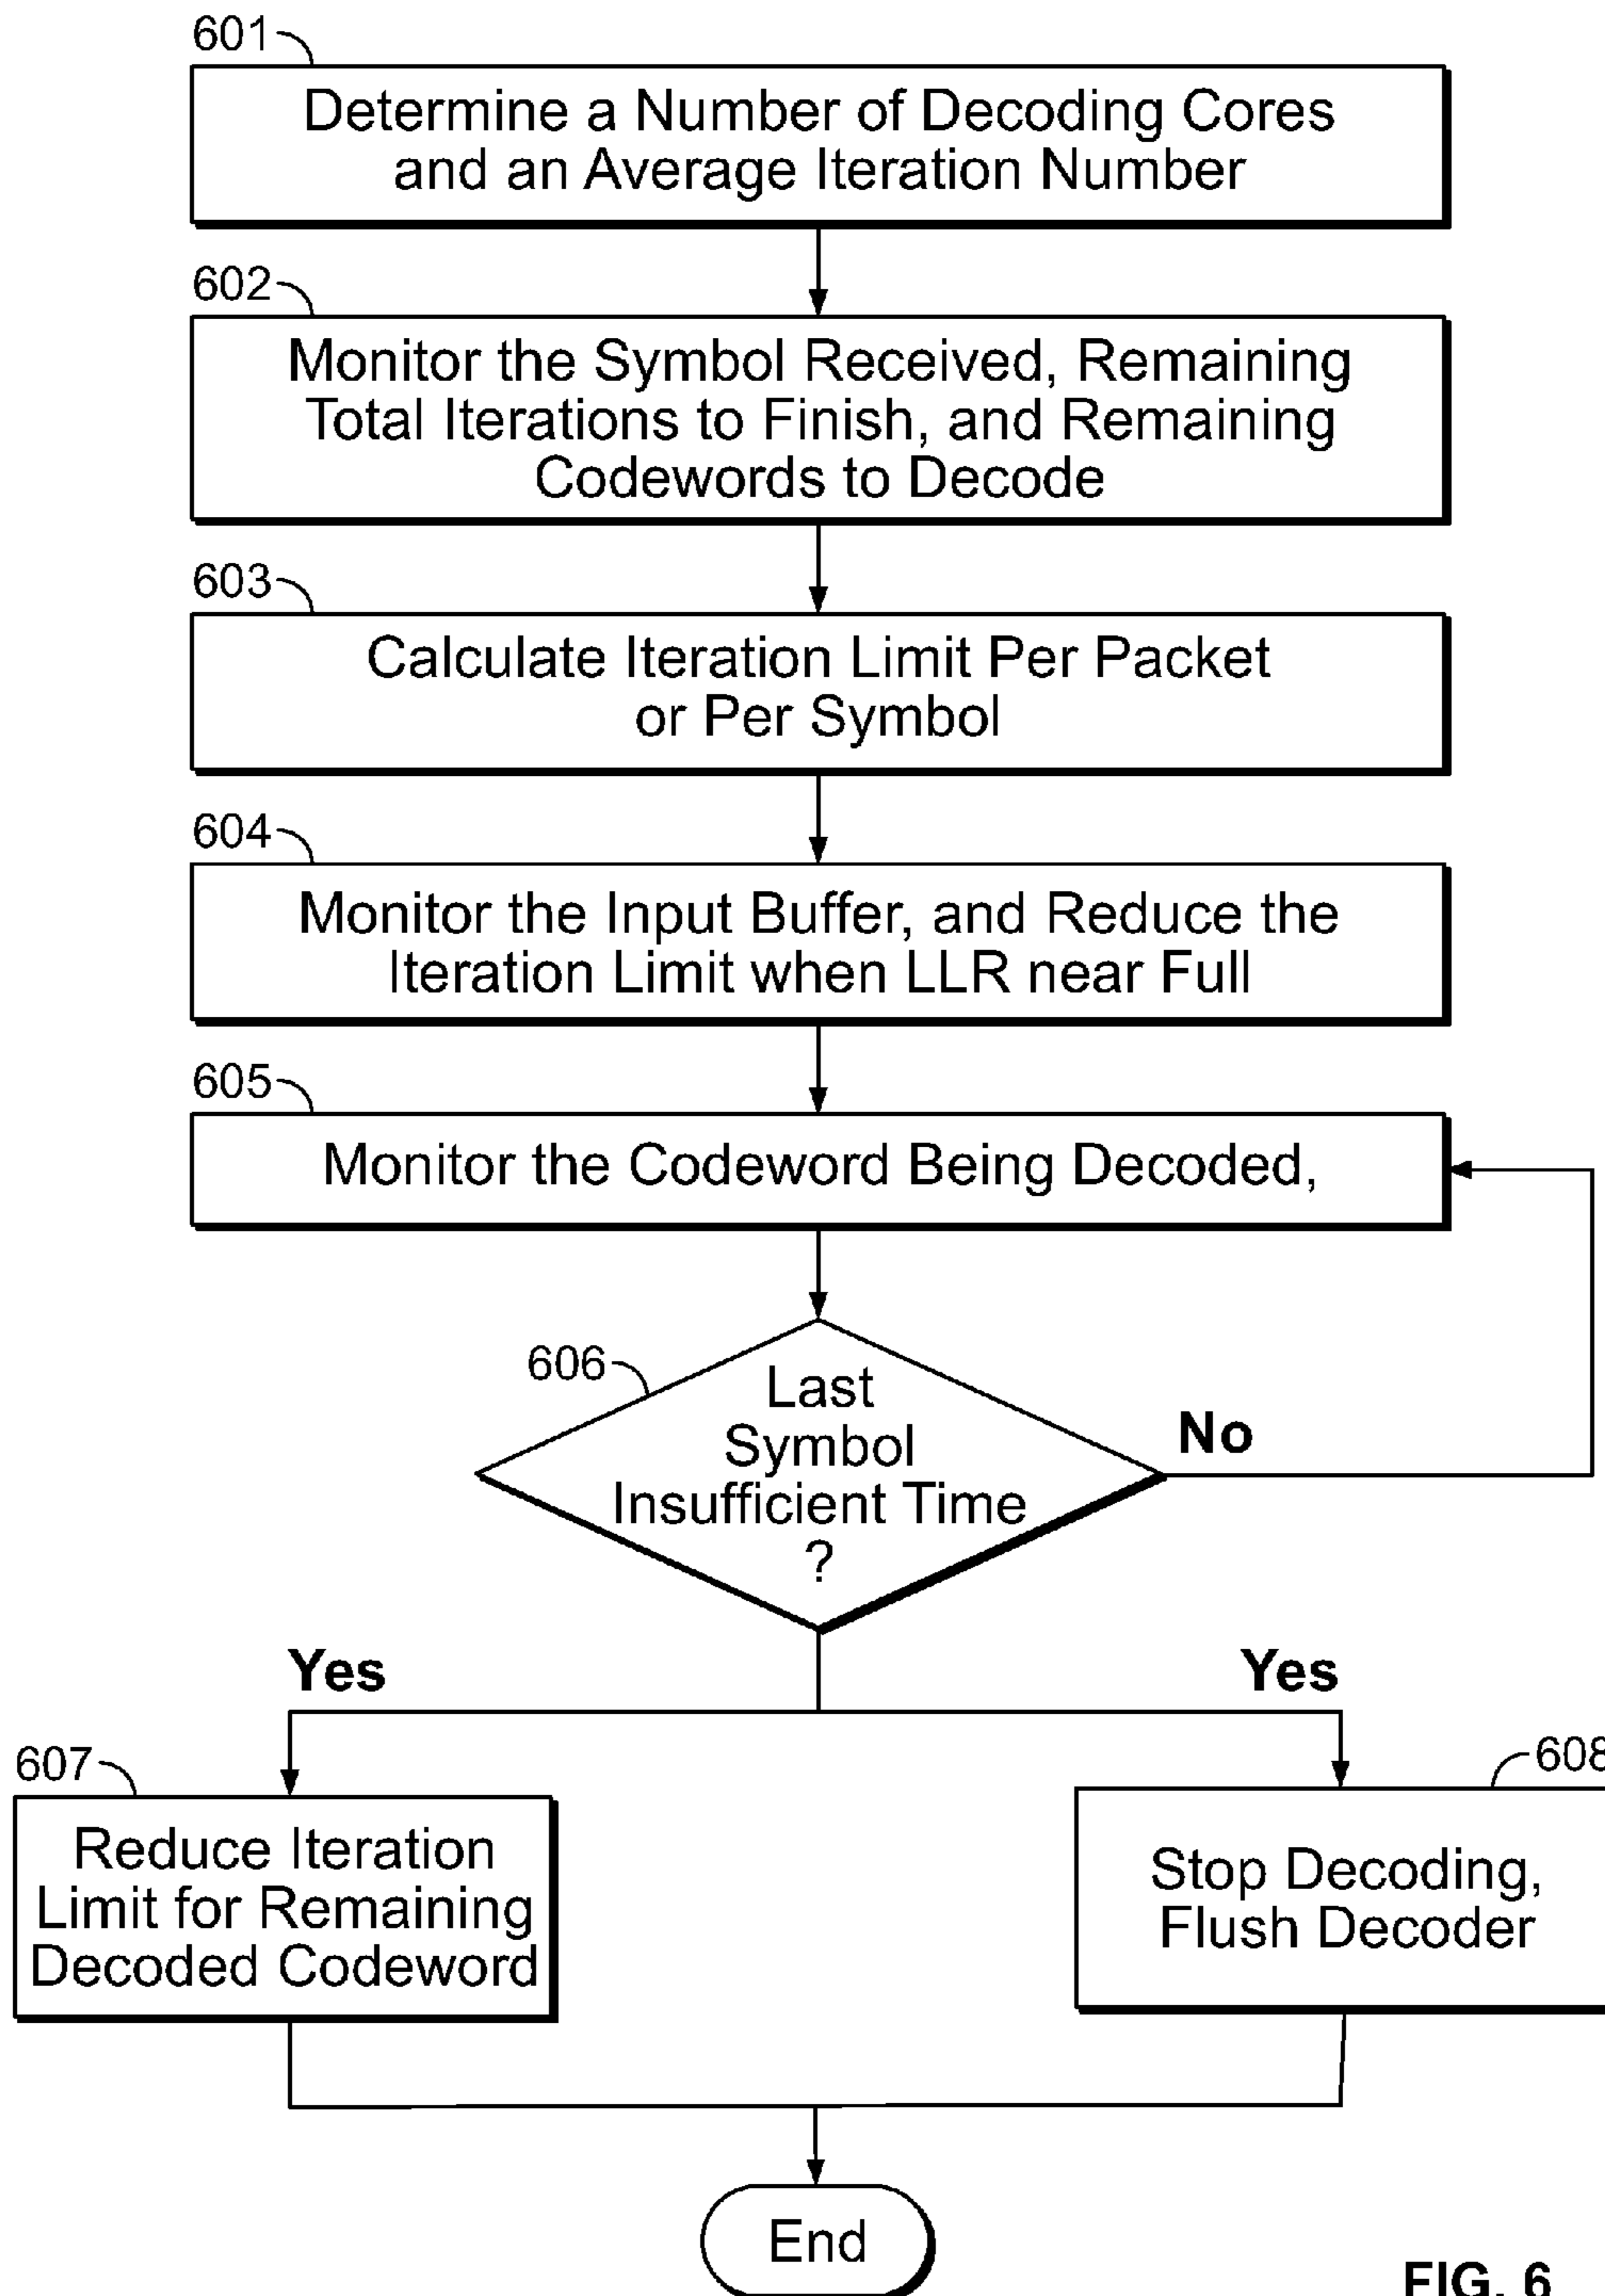 601
Determine a Number of Decoding Cores
and an Average Iteration Number
602
Monitor the Symbol Received, Remaining
Total Iterations to Finish, and Remaining
Codewords to Decode
603
Calculate Iteration Limit Per Packet
or Per Symbol
604
Monitor the Input Buffer, and Reduce the
Iteration Limit when LLR near Full
605
Monitor the Codeword Being Decoded,
606
Last
Symbol
Insufficient Time
?
No
Yes
Yes
607
Reduce Iteration
Limit for Remaining
Decoded Codeword
608
Stop Decoding,
Flush Decoder
End
FIG. 6